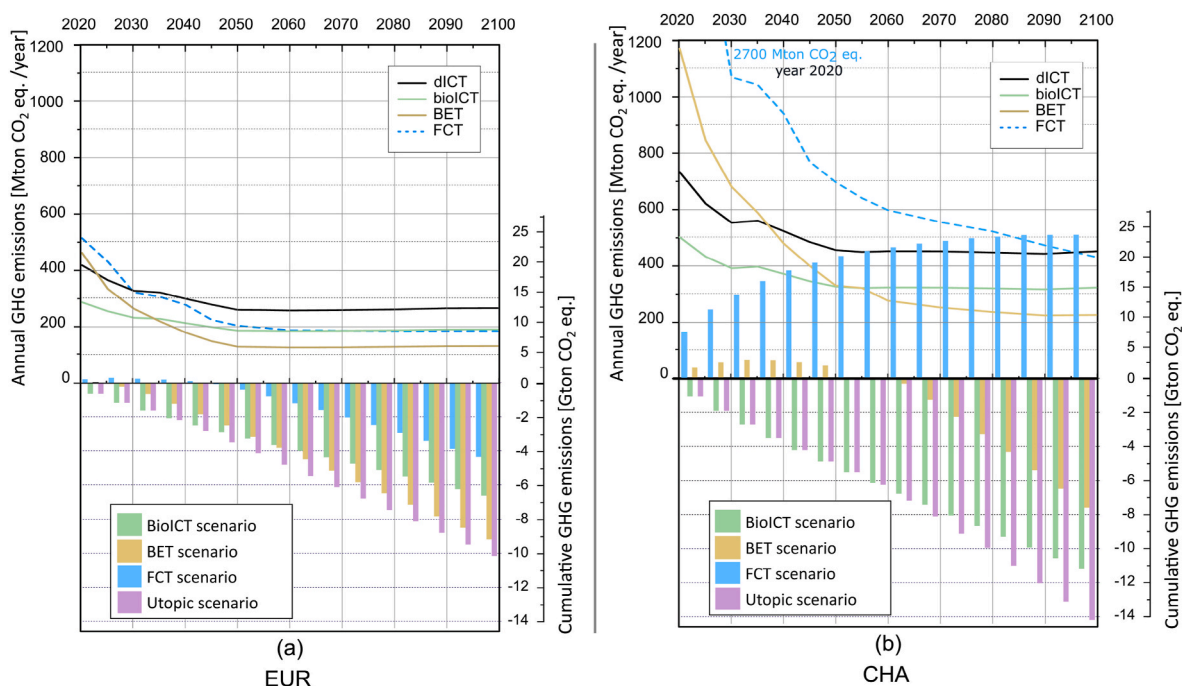 2020 2030 2040 2050 2060 2070 2080 2090 2100
Annual GHG emissions [Mton CO2 eq. /year]
1200
1000
800
600
400
200
0
dICT
bioICT
BET
FCT
25
20
15
10
5
0
-2
-4
-6
-8
-10
-12
-14
Cumulative GHG emissions [Gton CO2 eq.]
BioICT scenario
BET scenario
FCT scenario
Utopic scenario
(a)
EUR
2020 2030 2040 2050 2060 2070 2080 2090 2100
Annual GHG emissions [Mton CO2 eq. /year]
1200
1000
800
600
400
200
0
2700 Mton CO2 eq.
year 2020
dICT
bioICT
BET
FCT
25
20
15
10
5
0
-2
-4
-6
-8
-10
-12
-14
Cumulative GHG emissions [Gton CO2 eq.]
BioICT scenario
BET scenario
FCT scenario
Utopic scenario
(b)
CHA